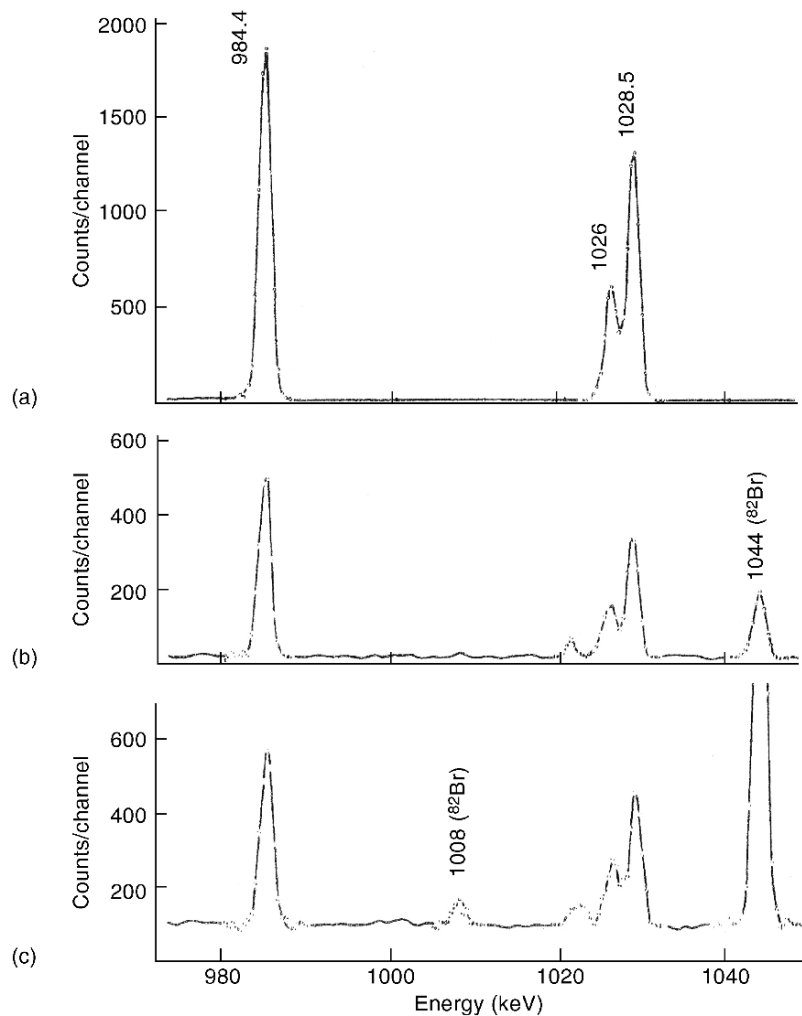 2000
1500
1000
500
Counts/channel
984.4
1026
1028.5
(a)
600
400
200
Counts/channel
1044 (⁸²Br)
(b)
600
400
200
Counts/channel
1008 (⁸²Br)
(c)
980
1000
1020
1040
Energy (keV)